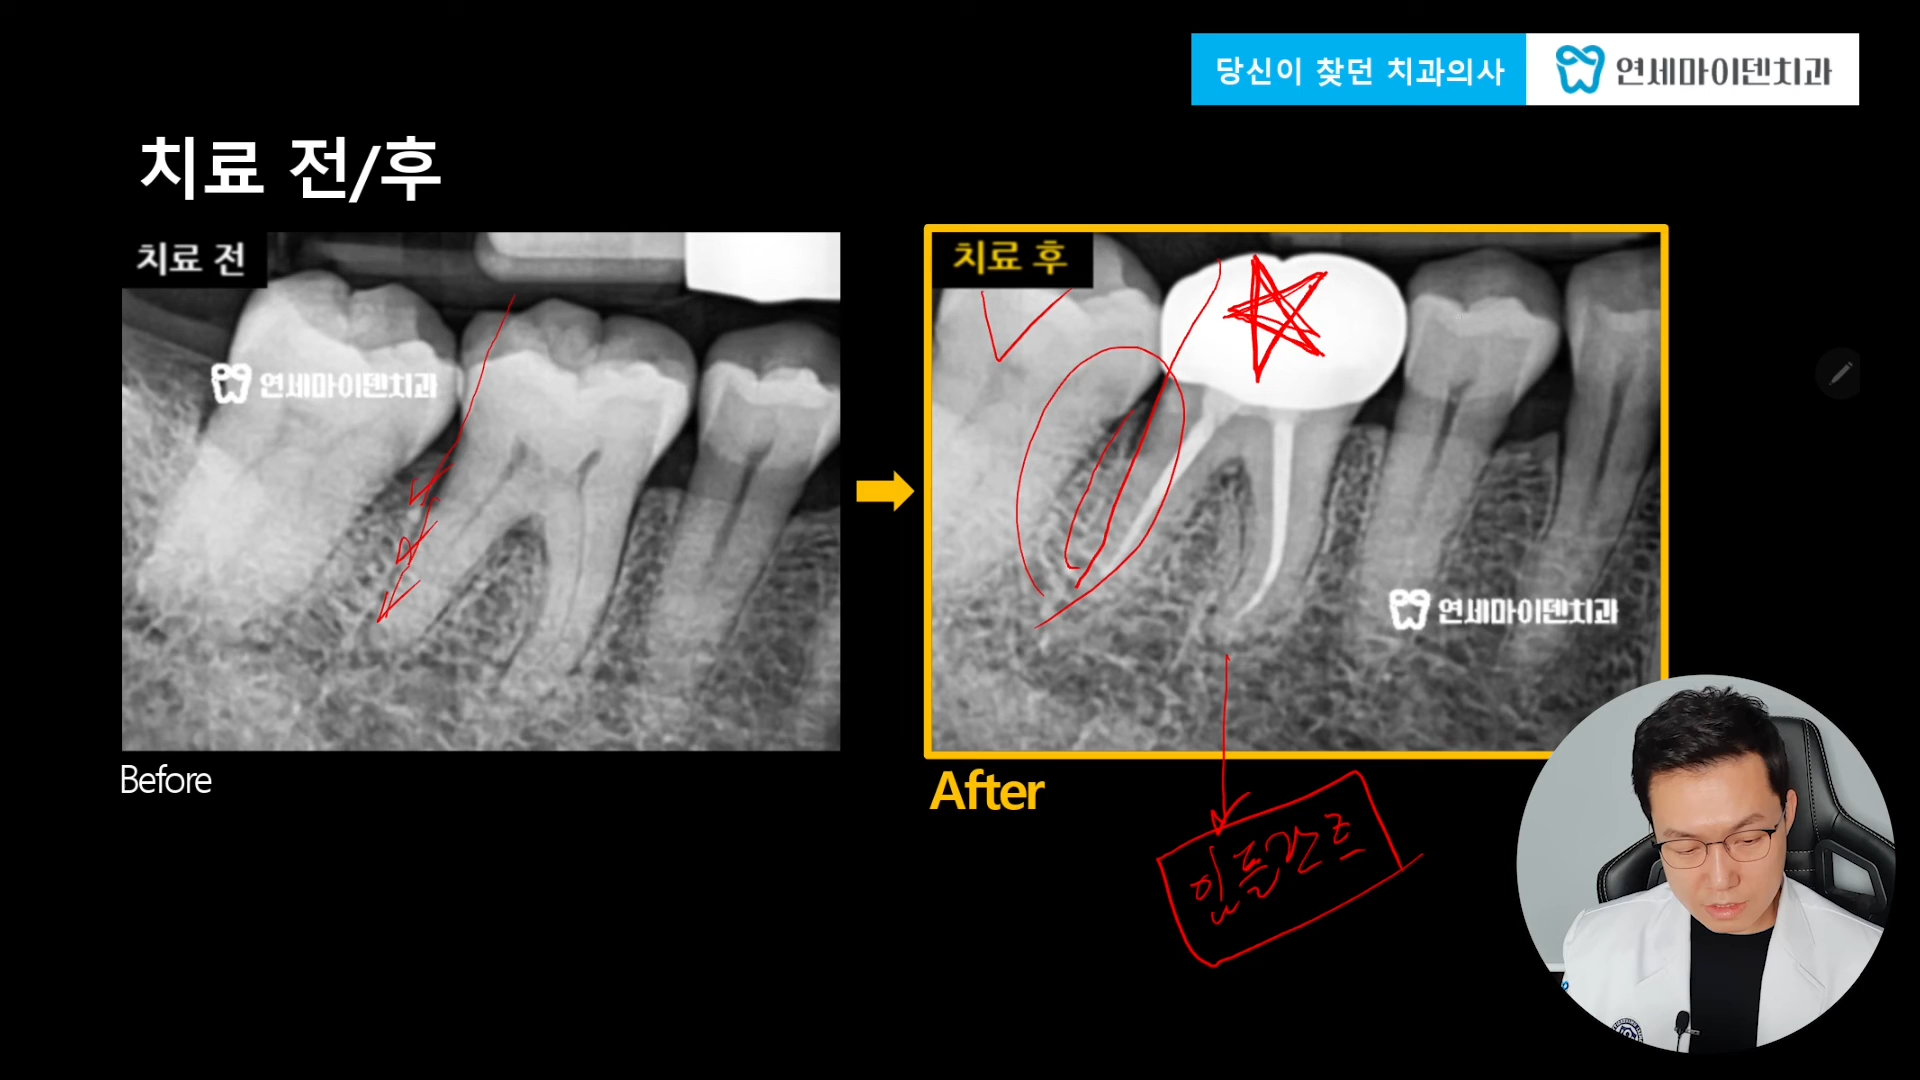 당신이 찾던 치과의사
연세마이덴치과
치료 전/후
치료 전
연세마이덴치과
치료 후
연세마이덴치과
Before
After
임플란트